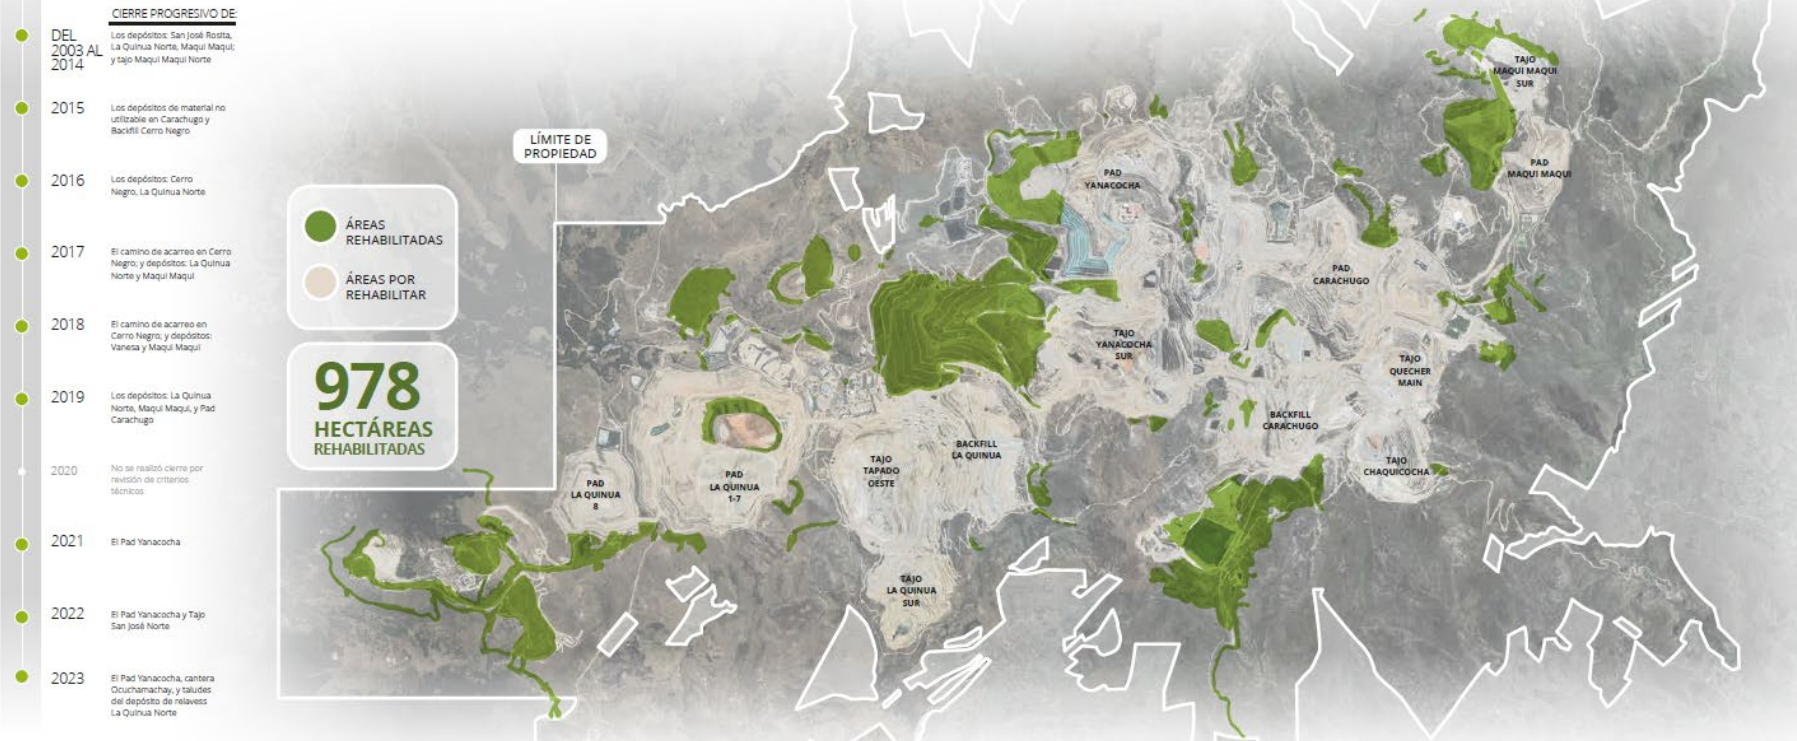 CIERRE PROGRESIVO DE:
DEL
2003 AL
2014
Los depósitos: San José Rosita,
La Quinua Norte, Maqui Maqui;
y tajo Maqui Maqui Norte
2015
Los depósitos de material no
utilizable en Carachugo y
Backfill Cerro Negro
2016
Los depósitos: Cerro
Negro, La Quinua Norte
2017
El camino de acarreo en Cerro
Negro; y depósitos: La Quinua
Norte y Maqui Maqui
2018
El camino de acarreo en
Cerro Negro; y depósitos:
Vanesa y Maqui Maqui
2019
Los depósitos: La Quinua
Norte, Maqui Maqui, y Pad
Carachugo
2020
No se realizó cierre por
revisión de criterios
técnicos
2021
El Pad Yanacocha
2022
El Pad Yanacocha y Tajo
San José Norte
2023
El Pad Yanacocha, cantera
Ocuchamachay, y taludes
del depósito de relavess
La Quinua Norte
LÍMITE DE
PROPIEDAD
ÁREAS
REHABILITADAS
ÁREAS POR
REHABILITAR
978
HECTÁREAS
REHABILITADAS
TAJO
MAQUI MAQUI
SUR
PAD
MAQUI MAQUI
PAD
YANACOCHA
PAD
CARACHUGO
TAJO
YANACOCHA
SUR
TAJO
QUECHER
MAIN
BACKFILL
CARACHUGO
BACKFILL
LA QUINUA
TAJO
TAPADO
OESTE
TAJO
CHAQUICOCHA
PAD
LA QUINUA
1-7
PAD
LA QUINUA
8
TAJO
LA QUINUA
SUR